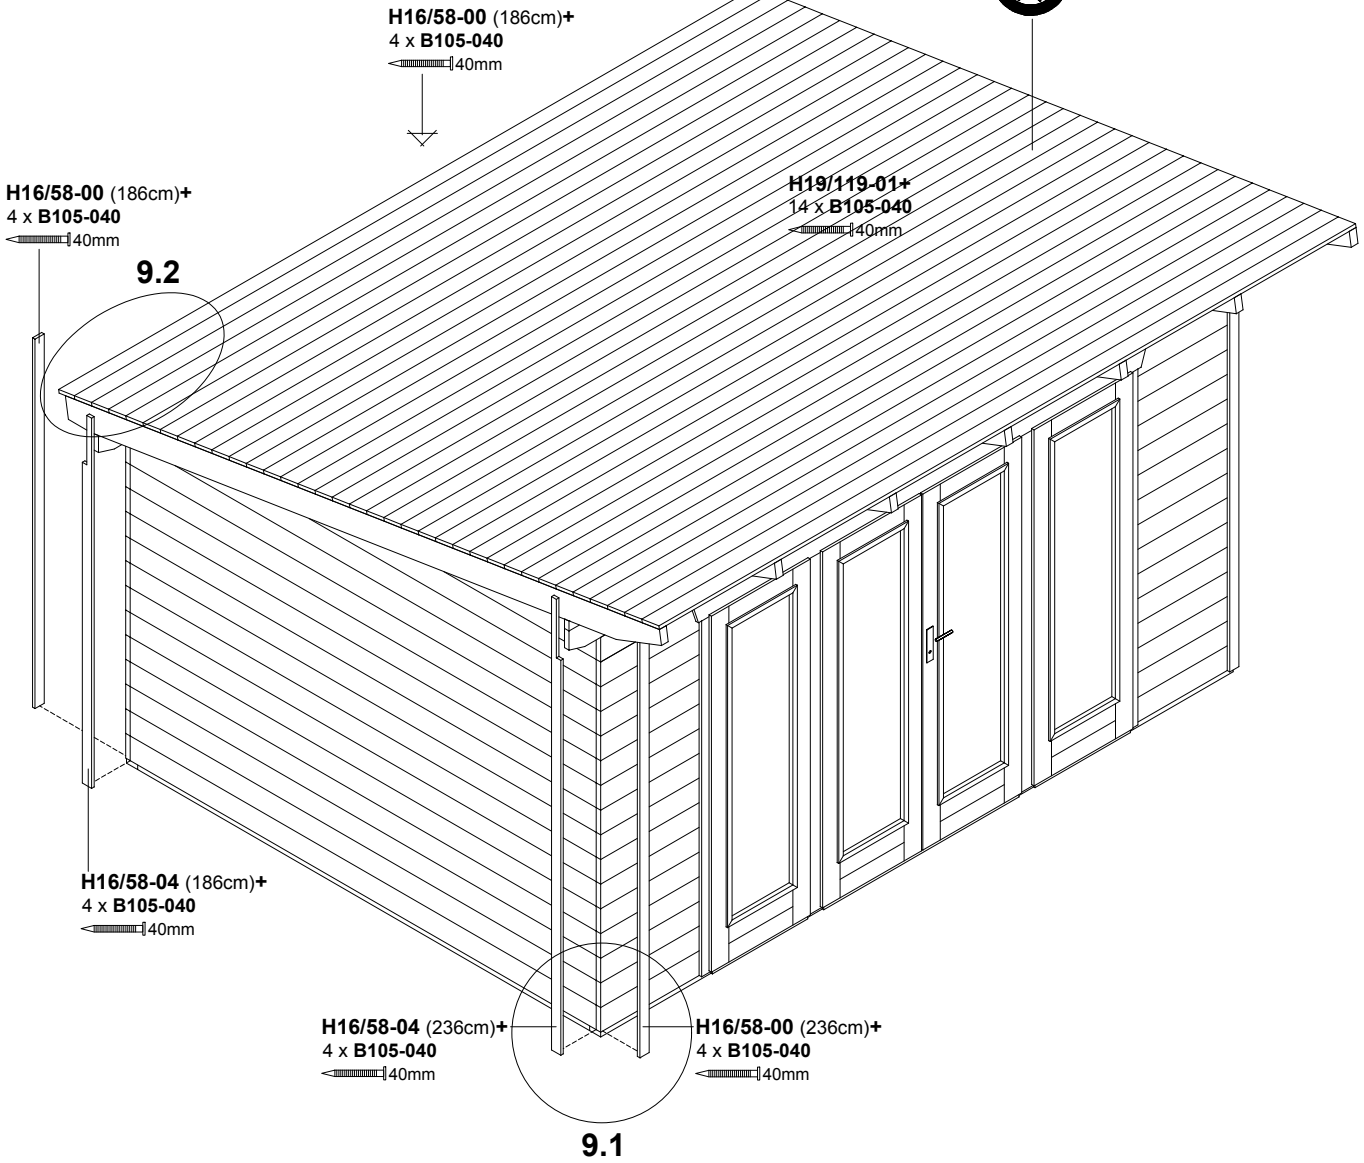 H16/58-00 (186cm)+
4 x B105-040
40mm
H16/58-00 (186cm)+
4 x B105-040
40mm
9.2
H19/119-01+
14 x B105-040
40mm
H16/58-04 (186cm)+
4 x B105-040
40mm
H16/58-04 (236cm)+
4 x B105-040
40mm
H16/58-00 (236cm)+
4 x B105-040
40mm
9.1